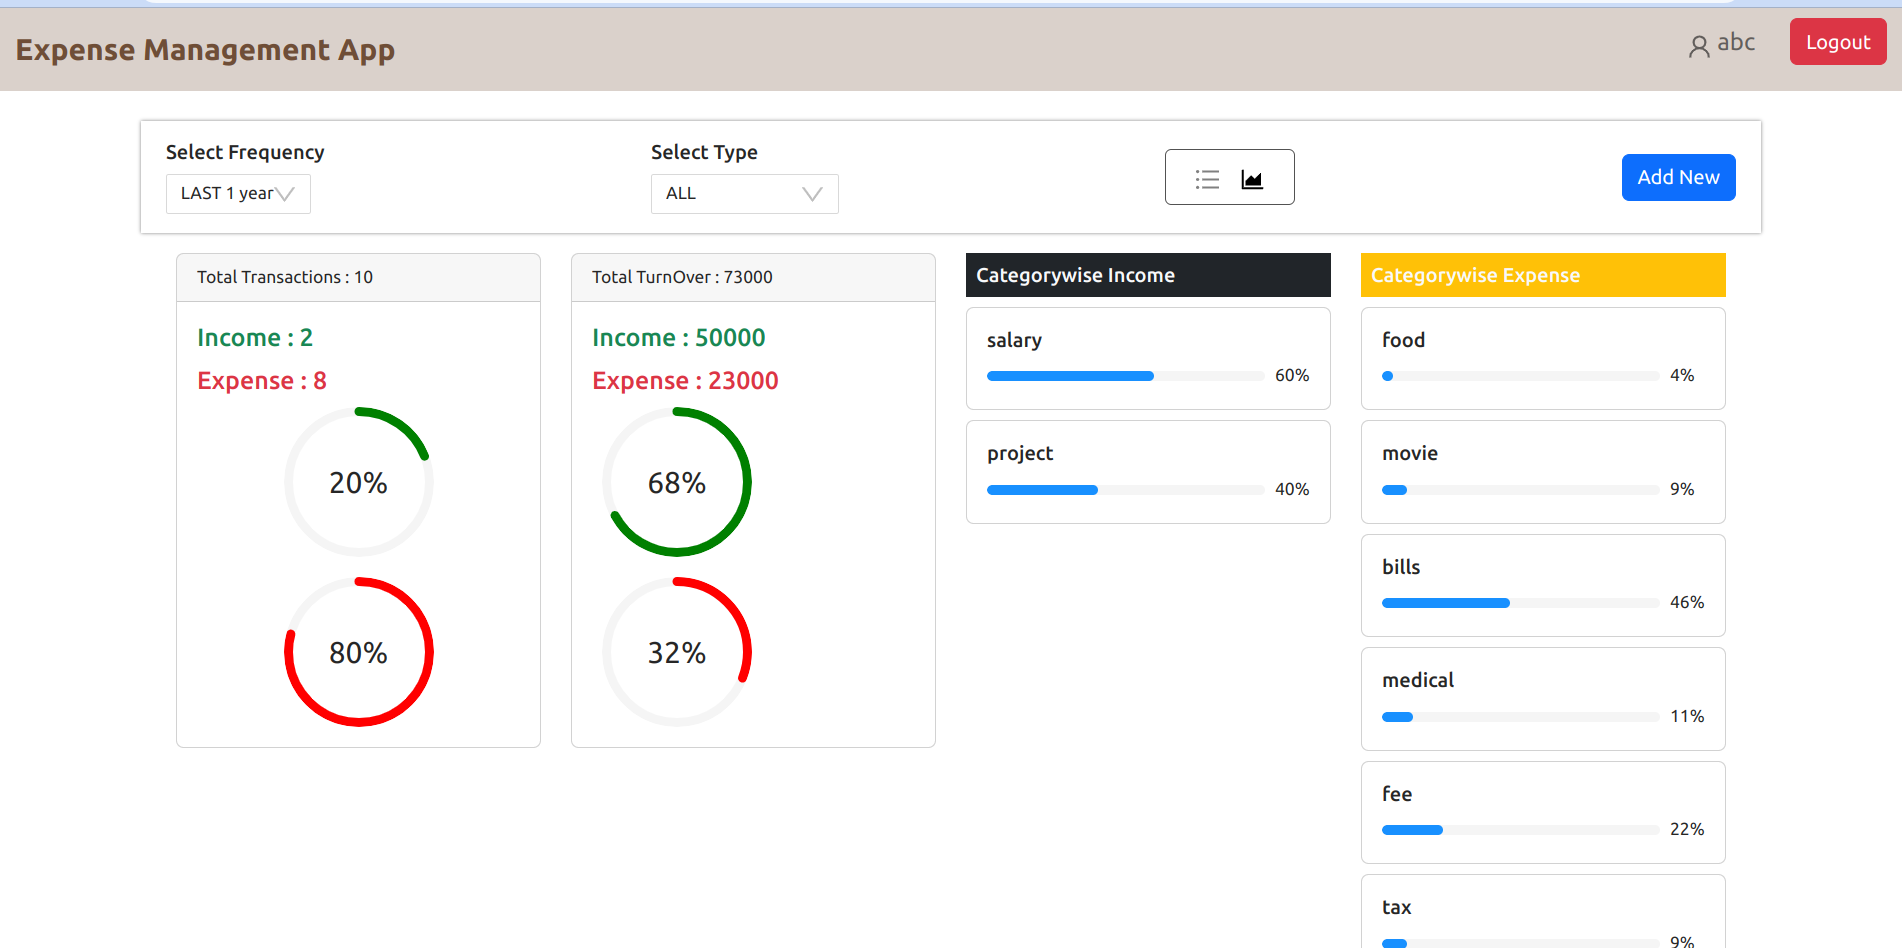 Expense Management App
abc
Logout
Select Frequency
LAST 1 year
Select Type
ALL
Add New
Total Transactions : 10
Income : 2
Expense : 8
20%
80%
Total TurnOver : 73000
Income : 50000
Expense : 23000
68%
32%
Categorywise Income
salary
60%
project
40%
Categorywise Expense
food
4%
movie
9%
bills
46%
medical
11%
fee
22%
tax
9%